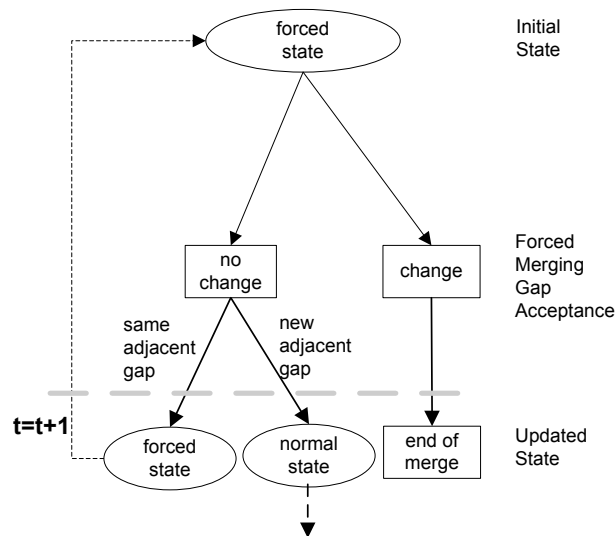 forced
state
Initial
State
no
change
change
Forced
Merging
Gap
Acceptance
same
adjacent
gap
new
adjacent
gap
t=t+1
forced
state
normal
state
end of
merge
Updated
State